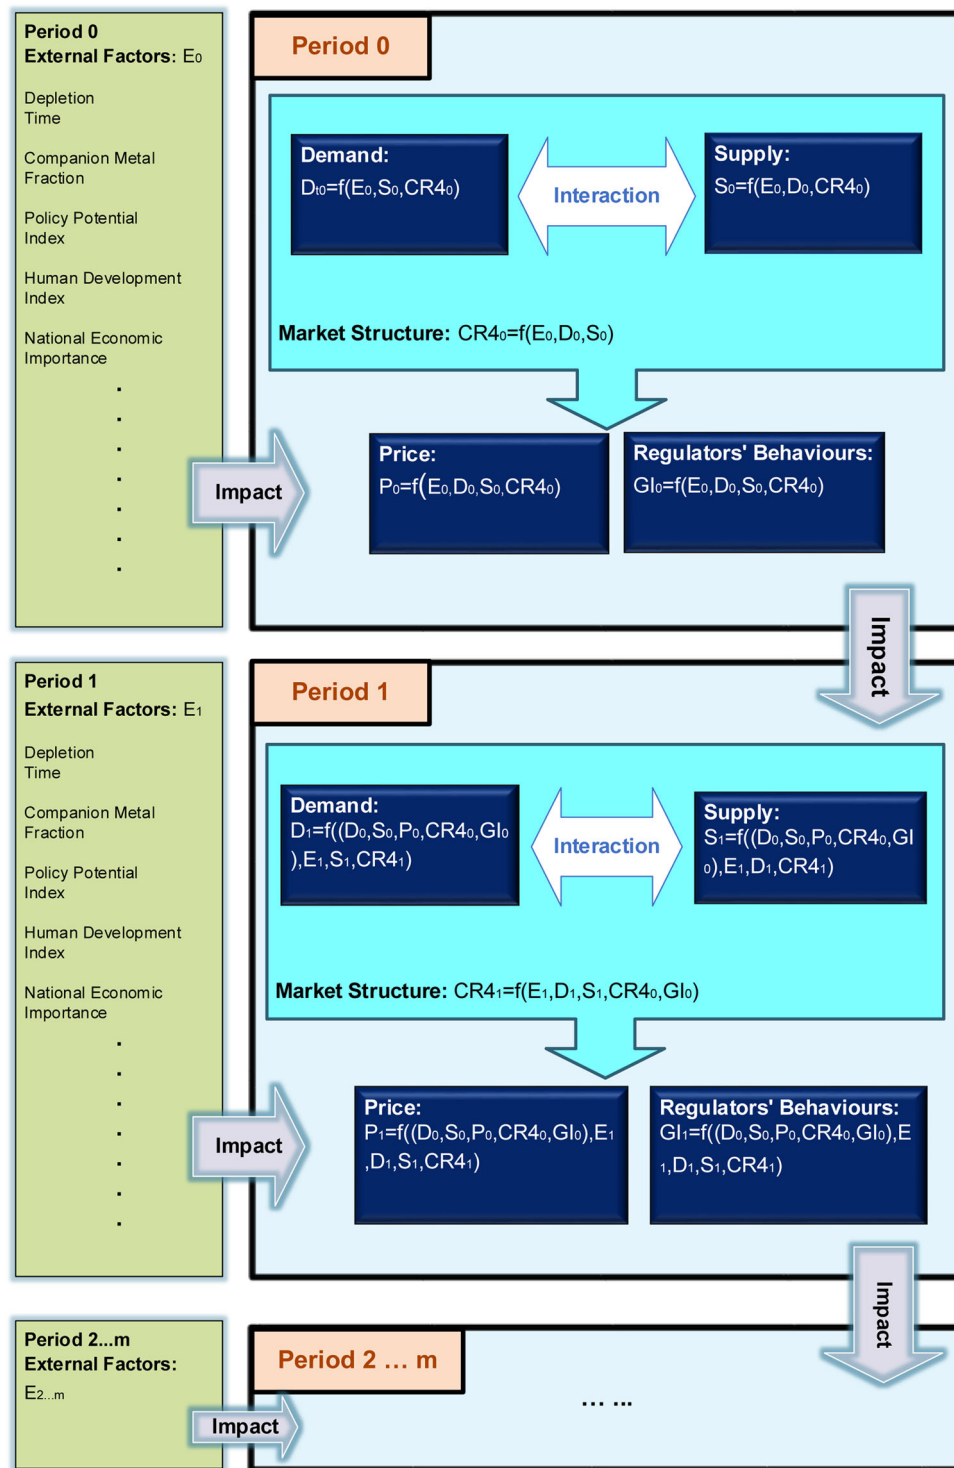 Period 0
External Factors: E₀
Depletion
Time
Companion Metal
Fraction
Policy Potential
Index
Human Development
Index
National Economic
Importance
.
.
.
.
.
.
.
Impact
Period 0
Demand:
Dₜ₀=f(E₀,S₀,CR4₀)
Interaction
Supply:
S₀=f(E₀,D₀,CR4₀)
Market Structure: CR4₀=f(E₀,D₀,S₀)
Price:
P₀=f(E₀,D₀,S₀,CR4₀)
Regulators' Behaviours:
GI₀=f(E₀,D₀,S₀,CR4₀)
Impact
Period 1
External Factors: E₁
Depletion
Time
Companion Metal
Fraction
Policy Potential
Index
Human Development
Index
National Economic
Importance
.
.
.
.
.
.
.
Impact
Period 1
Demand:
D₁=f((D₀,S₀,P₀,CR4₀,GI₀
),E₁,S₁,CR4₁)
Interaction
Supply:
S₁=f((D₀,S₀,P₀,CR4₀,GI
₀),E₁,D₁,CR4₁)
Market Structure: CR4₁=f(E₁,D₁,S₁,CR4₀,GI₀)
Price:
P₁=f((D₀,S₀,P₀,CR4₀,GI₀),E₁
,D₁,S₁,CR4₁)
Regulators' Behaviours:
GI₁=f((D₀,S₀,P₀,CR4₀,GI₀),E
₁,D₁,S₁,CR4₁)
Impact
Period 2...m
External Factors:
E₂...ₘ
Impact
Period 2 ... m
... ...